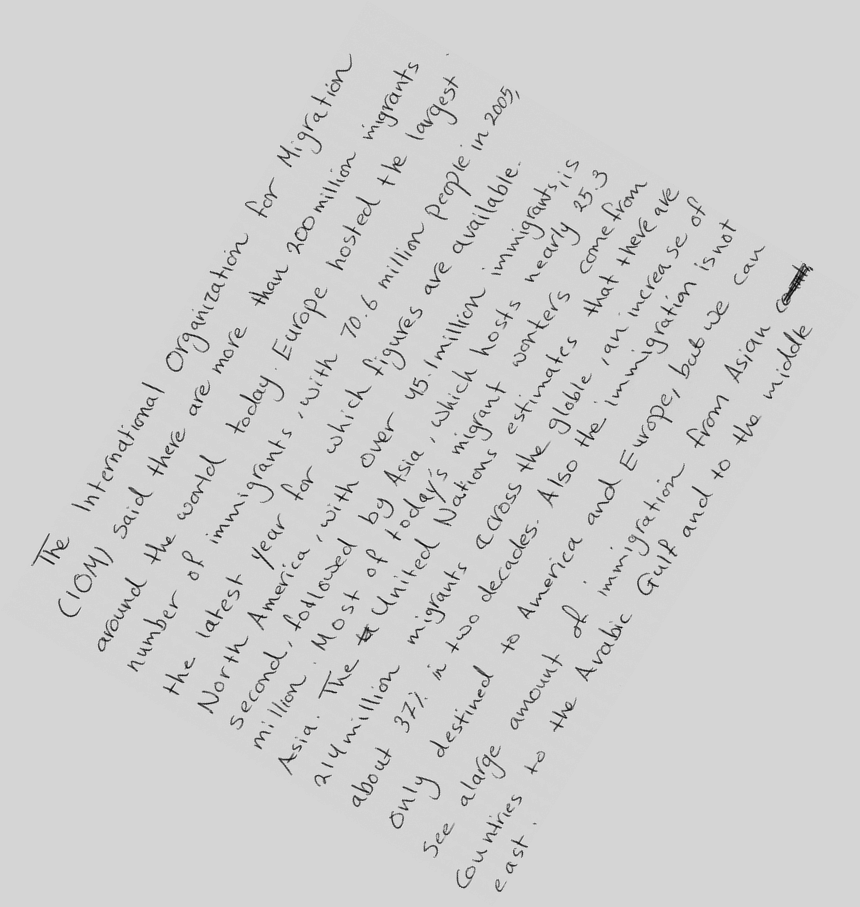 The International Organization for Migration
(IOM) said there are more than 200 million migrants
around the world today. Europe hosted the largest
number of immigrants, with 70.6 million people in 2005,
the latest year for which figures are available.
North America, with over 45.1 million immigrants, is
second, followed by Asia, which hosts nearly 25.3
million. Most of today's migrant wonters come from
Asia. The United Nations estimates that there are
214 million migrants across the globle, an increase of
about 37% in two decades. Also the immigration is not
only destined to America and Europe, but we can
see a large amount of immigration from Asian
Countries to the Arabic Gulf and to the middle
east.